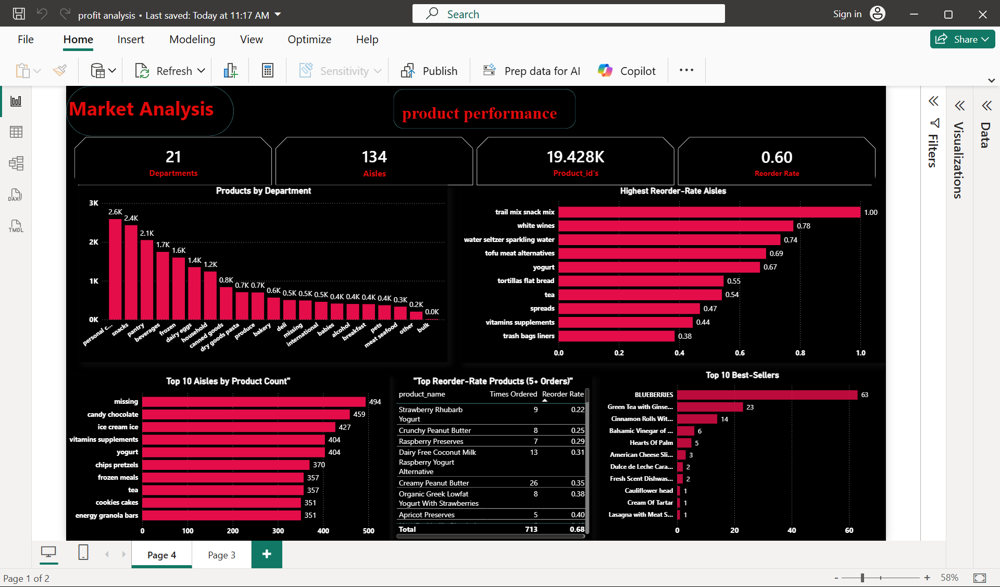 profit analysis • Last saved: Today at 11:17 AM
Search
Sign in
File
Home
Insert
Modeling
View
Optimize
Help
Share
Refresh
Sensitivity
Publish
Prep data for AI
Copilot
DAX
TMDL
Market Analysis
product performance
21
Departments
134
Aisles
19.428K
Product_id's
0.60
Reorder Rate
Products by Department
3K
2K
1K
0K
2.6K
2.4K
2.1K
1.7K
1.6K
1.4K
1.2K
0.8K
0.7K
0.7K
0.6K
0.5K
0.5K
0.5K
0.4K
0.4K
0.4K
0.4K
0.3K
0.2K
0.0K
personal c...
snacks
pantry
beverages
frozen
dairy eggs
household
canned goods
dry goods pasta
produce
bakery
deli
missing
international
babies
alcohol
breakfast
pets
meat seafood
other
bulk
Highest Reorder-Rate Aisles
trail mix snack mix 1.00
white wines 0.78
water seltzer sparkling water 0.74
tofu meat alternatives 0.69
yogurt 0.67
tortillas flat bread 0.55
tea 0.54
spreads 0.47
vitamins supplements 0.44
trash bags liners 0.38
0.0 0.2 0.4 0.6 0.8 1.0
Top 10 Aisles by Product Count"
missing 494
candy chocolate 459
ice cream ice 427
vitamins supplements 404
yogurt 404
chips pretzels 370
frozen meals 357
tea 357
cookies cakes 351
energy granola bars 351
0 100 200 300 400 500
"Top Reorder-Rate Products (5+ Orders)"
product_name Times Ordered Reorder Rate
Strawberry Rhubarb 9 0.22
Yogurt
Crunchy Peanut Butter 8 0.25
Raspberry Preserves 7 0.29
Dairy Free Coconut Milk 13 0.31
Raspberry Yogurt
Alternative
Creamy Peanut Butter 26 0.35
Organic Greek Lowfat 8 0.38
Yogurt With Strawberries
Apricot Preserves 5 0.40
Total 713 0.68
Top 10 Best-Sellers
BLUEBERRIES 63
Green Tea with Ginse... 23
Cinnamon Rolls Wit... 14
Balsamic Vinegar of ... 6
Hearts Of Palm 5
American Cheese Sli... 3
Dulce de Leche Cara... 2
Fresh Scent Dishwas... 2
Cauliflower head 1
Cream Of Tartar 1
Lasagna with Meat S... 1
0 20 40 60
Filters
Visualizations
Data
Page 4
Page 3
Page 1 of 2
58%